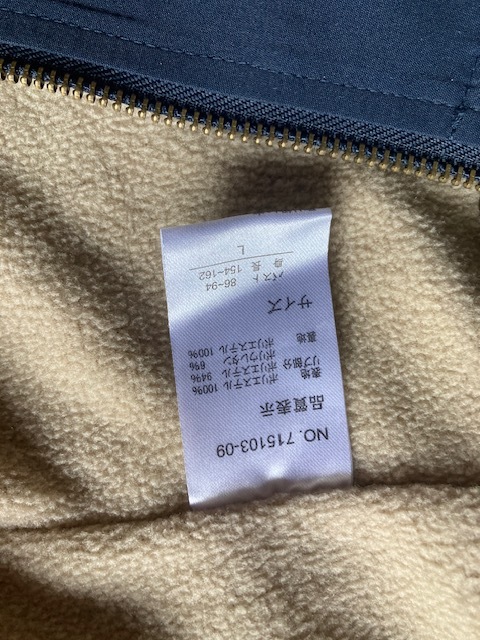 NO. 715103-09
品質表示
表地 ポリエステル 100%
リブ部分 ポリエステル 94%
ポリウレタン 6%
裏地 ポリエステル 100%
サイズ
バスト 86~94
身長 154~162
L